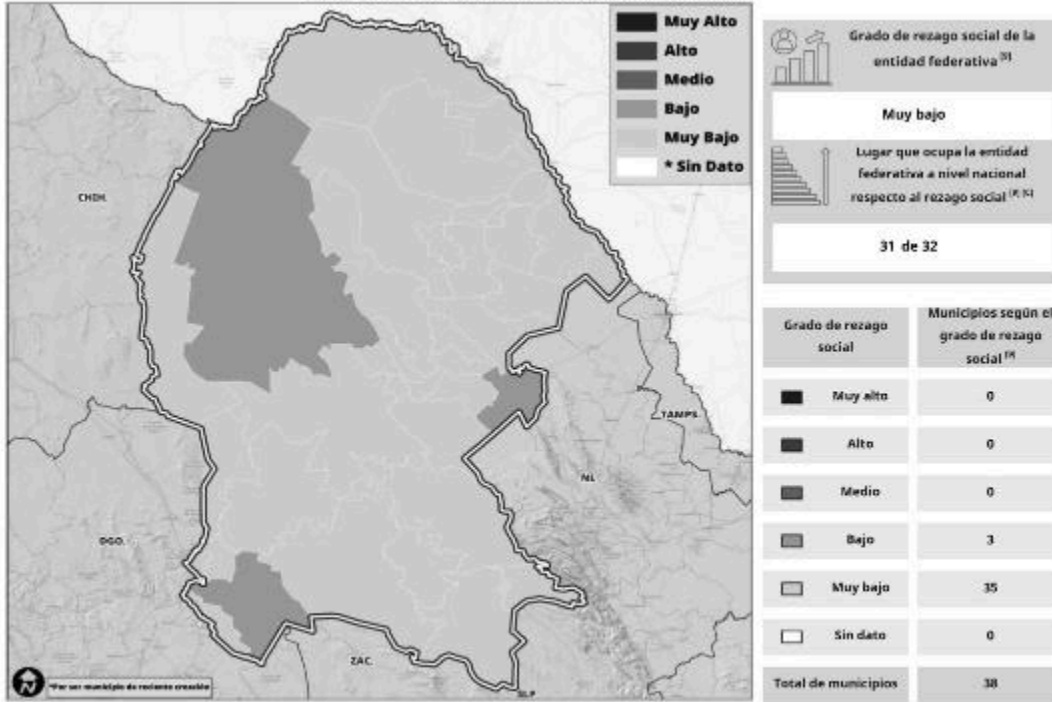 Muy Alto
Alto
Medio
Bajo
Muy Bajo
* Sin Dato
CHIH.
DGO.
ZAC.
SLP
NL
TAMPS.
*Por ser municipio de reciente creación
Grado de rezago social de la
entidad federativa
Muy bajo
Lugar que ocupa la entidad
federativa a nivel nacional
respecto al rezago social
31 de 32
Grado de rezago
social
Municipios según el
grado de rezago
social
Muy alto 0
Alto 0
Medio 0
Bajo 3
Muy bajo 35
Sin dato 0
Total de municipios 38